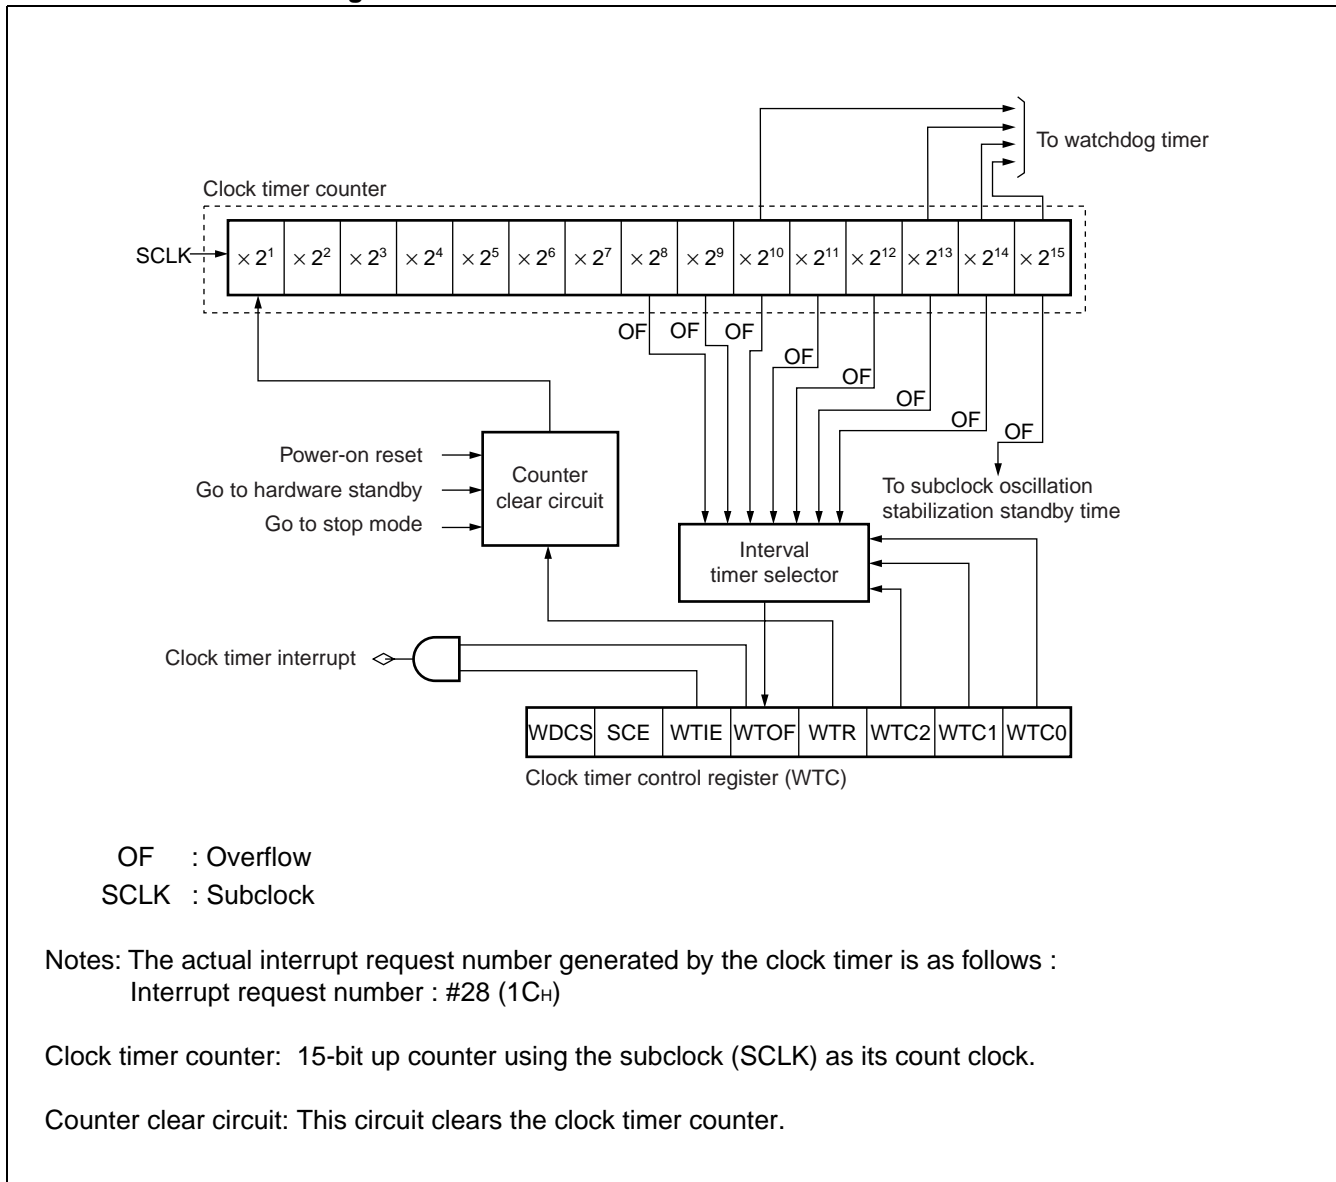 To watchdog timer
Clock timer counter
SCLK
× 2¹ × 2² × 2³ × 2⁴ × 2⁵ × 2⁶ × 2⁷ × 2⁸ × 2⁹ × 2¹⁰ × 2¹¹ × 2¹² × 2¹³ × 2¹⁴ × 2¹⁵
OF OF OF
OF
OF
OF
OF
OF
Power-on reset
Go to hardware standby
Go to stop mode
Counter
clear circuit
To subclock oscillation
stabilization standby time
Interval
timer selector
Clock timer interrupt
WDCS SCE WTIE WTOF WTR WTC2 WTC1 WTC0
Clock timer control register (WTC)
OF : Overflow
SCLK : Subclock
Notes: The actual interrupt request number generated by the clock timer is as follows :
Interrupt request number : #28 (1CH)
Clock timer counter: 15-bit up counter using the subclock (SCLK) as its count clock.
Counter clear circuit: This circuit clears the clock timer counter.